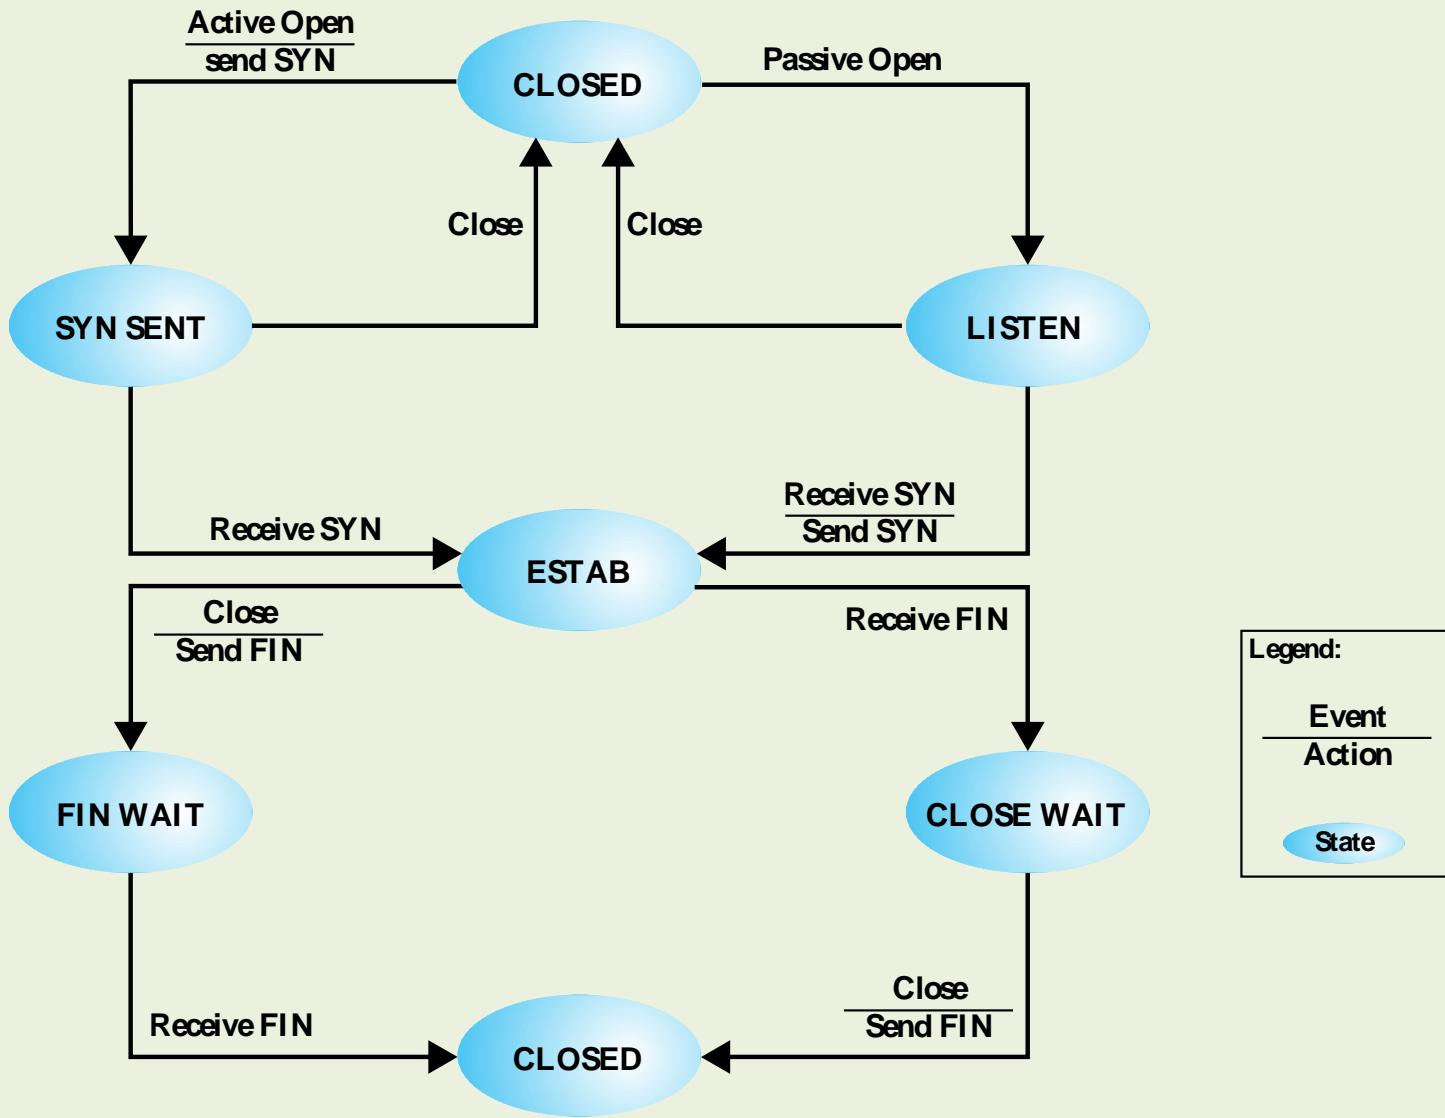 Active Open
send SYN
CLOSED
Passive Open
Close
Close
SYN SENT
LISTEN
Receive SYN
Receive SYN
Send SYN
ESTAB
Close
Send FIN
Receive FIN
Legend:
Event
Action
State
FIN WAIT
CLOSE WAIT
Receive FIN
Close
Send FIN
CLOSED